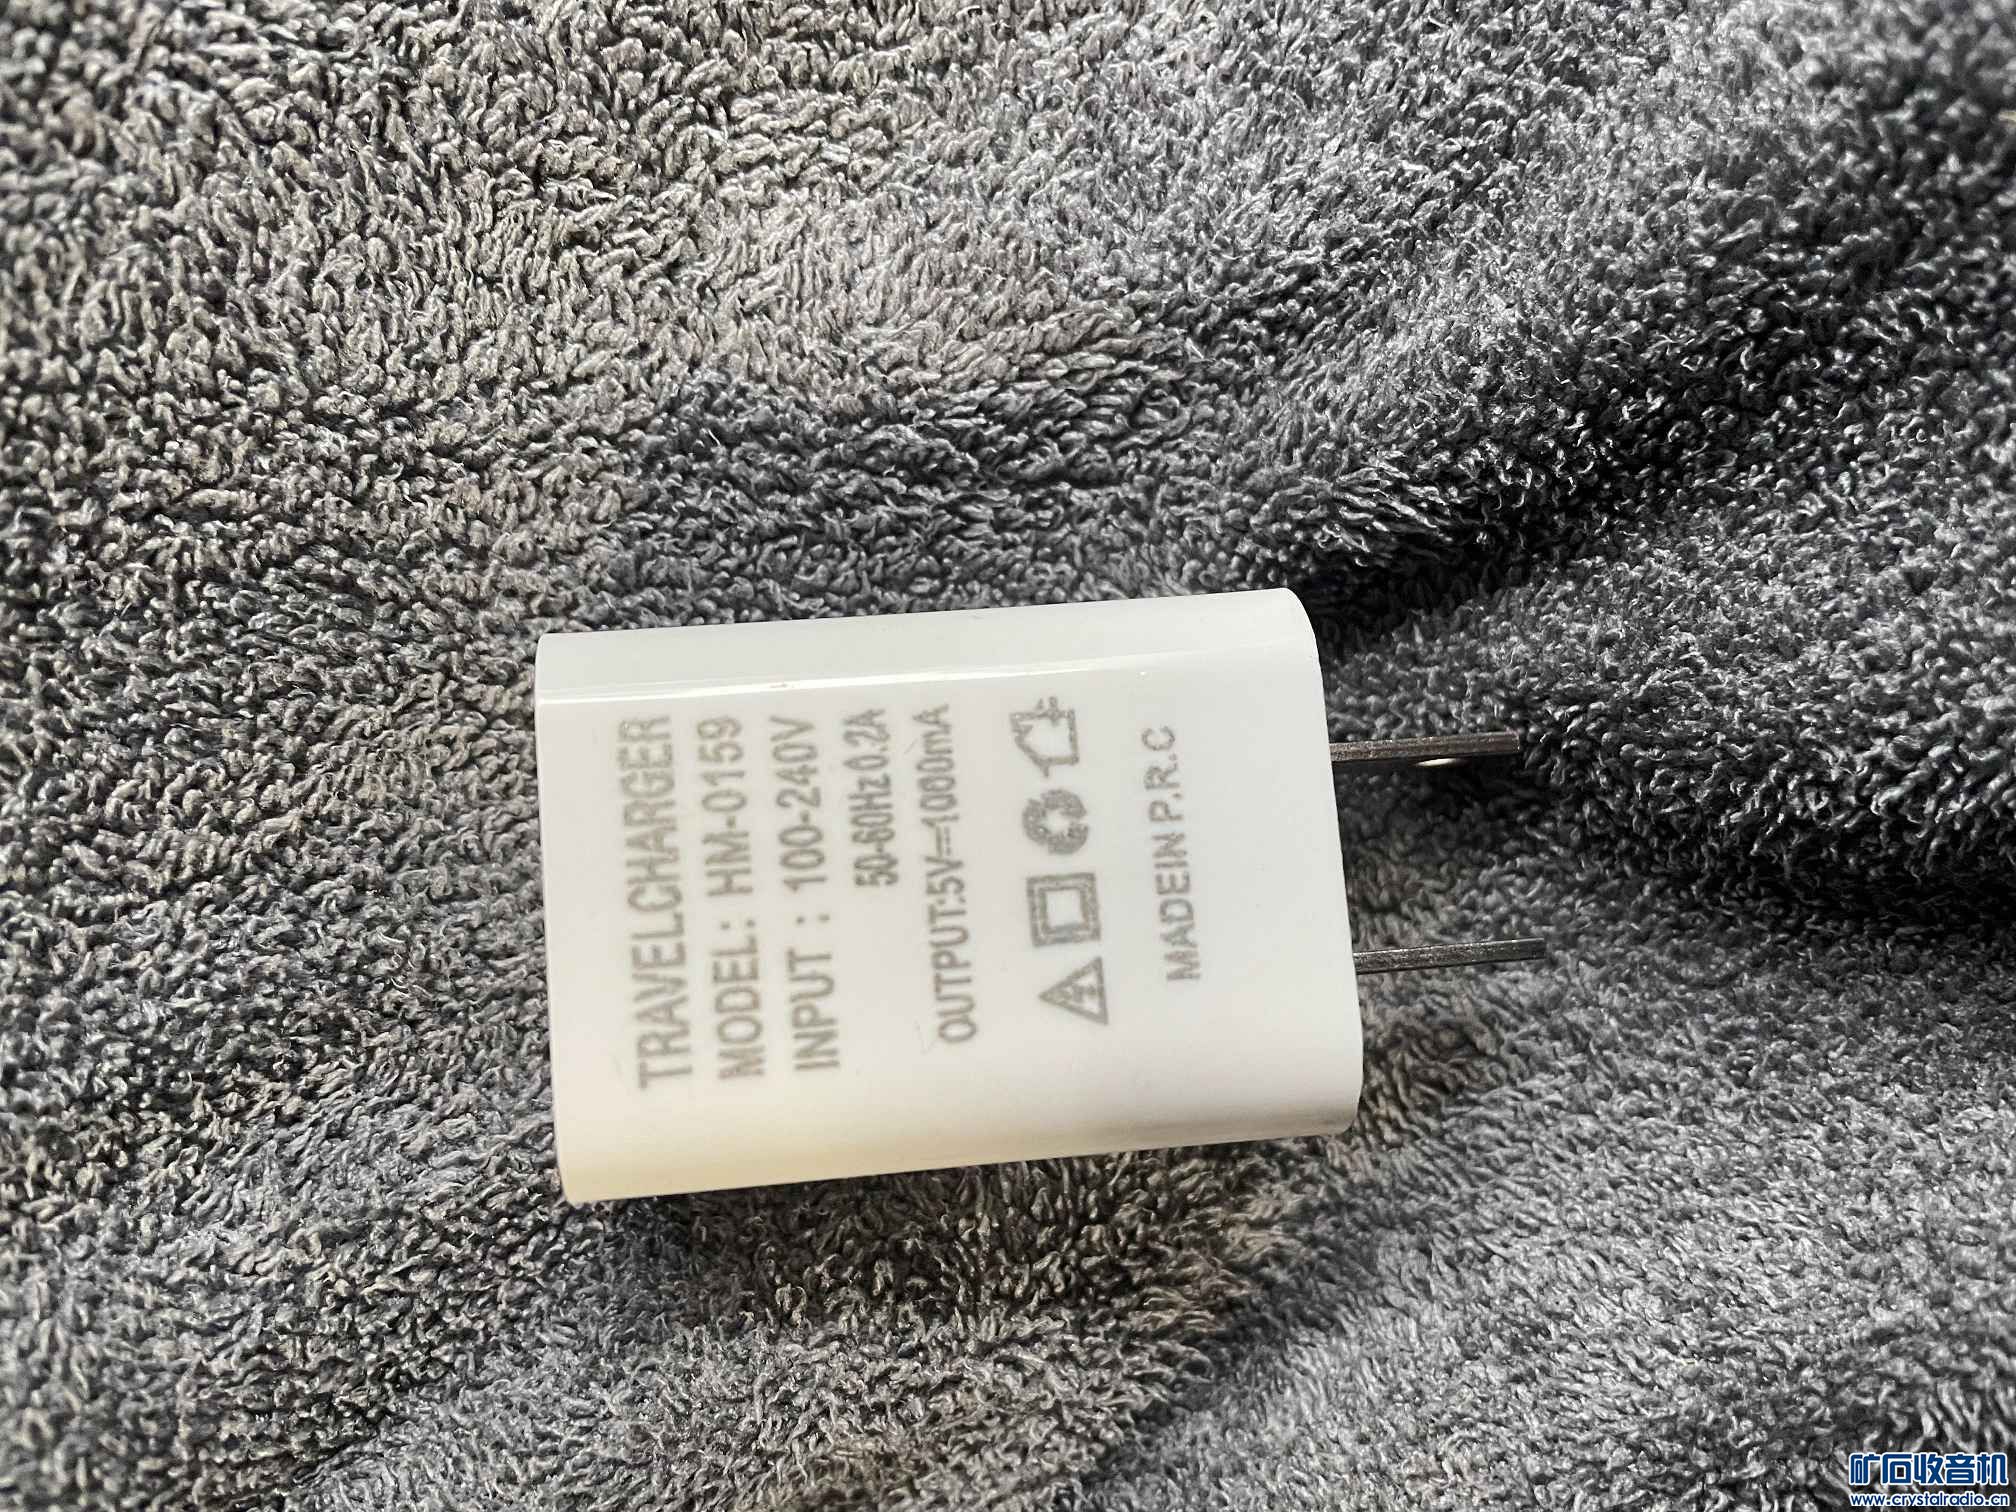 TRAVELCHARGER
MODEL: HM-0159
INPUT : 100-240V
50-60Hz 0.2A
OUTPUT:5V=1000mA
MADEIN P.R.C
矿石收音机
www.crystalradio.cn